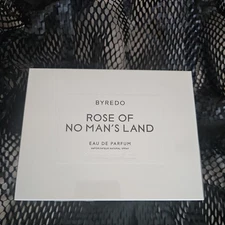 BYREDO
ROSE OF
NO MAN'S LAND
EAU DE PARFUM